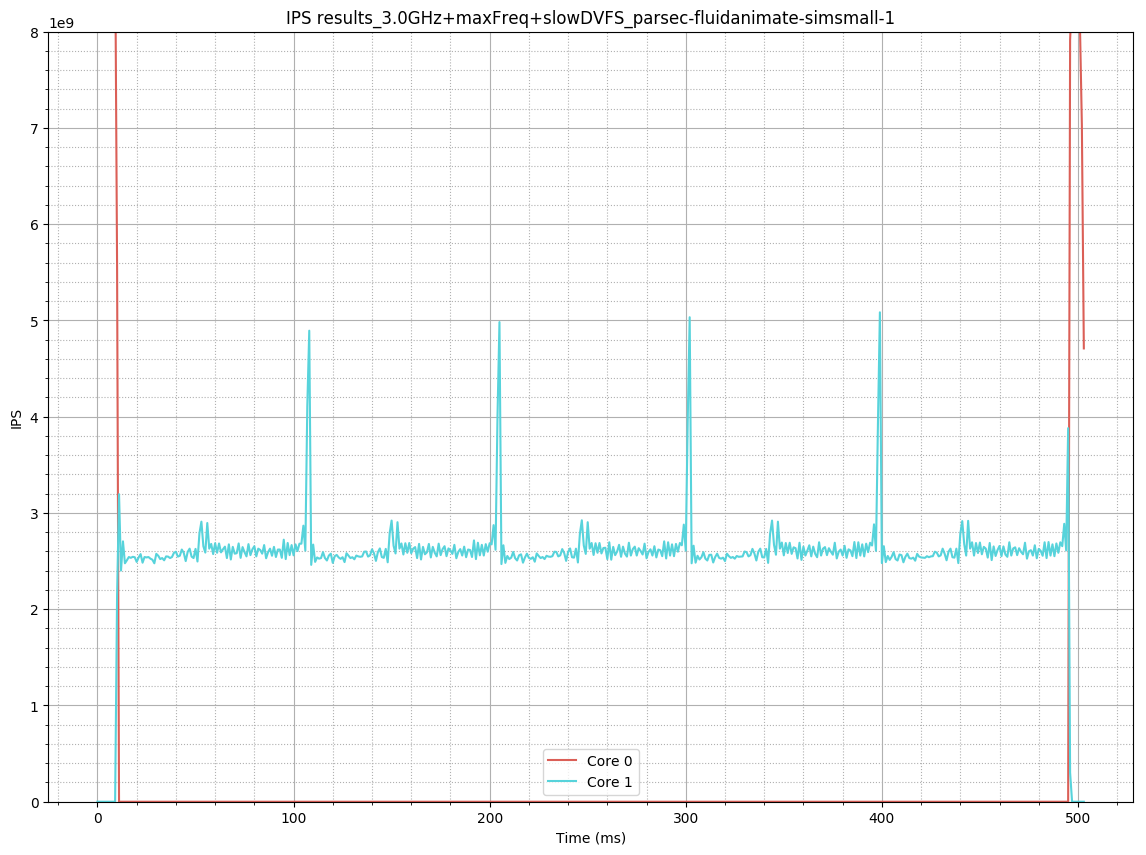 IPS results_3.0GHz+maxFreq+slowDVFS_parsec-fluidanimate-simsmall-1
1e9
8
7
6
5
4
3
2
1
0
IPS
Core 0
Core 1
0 100 200 300 400 500
Time (ms)